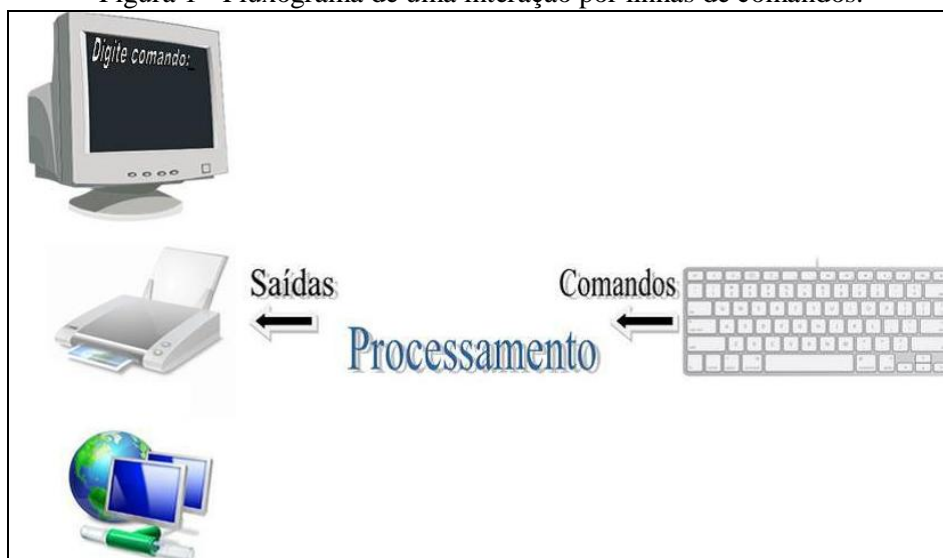 Figura 1 - Fluxograma de uma interação por linhas de comandos.
Digite comando:_
Saídas
Comandos
Processamento